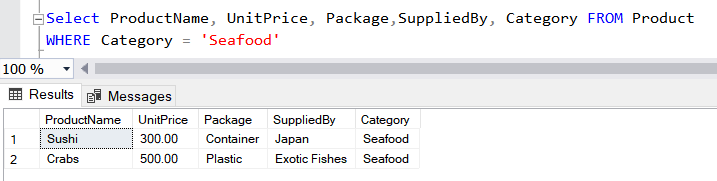 Select ProductName, UnitPrice, Package,SuppliedBy, Category FROM Product
WHERE Category = 'Seafood'
100 %
Results Messages
ProductName UnitPrice Package SuppliedBy Category
1 Sushi 300.00 Container Japan Seafood
2 Crabs 500.00 Plastic Exotic Fishes Seafood